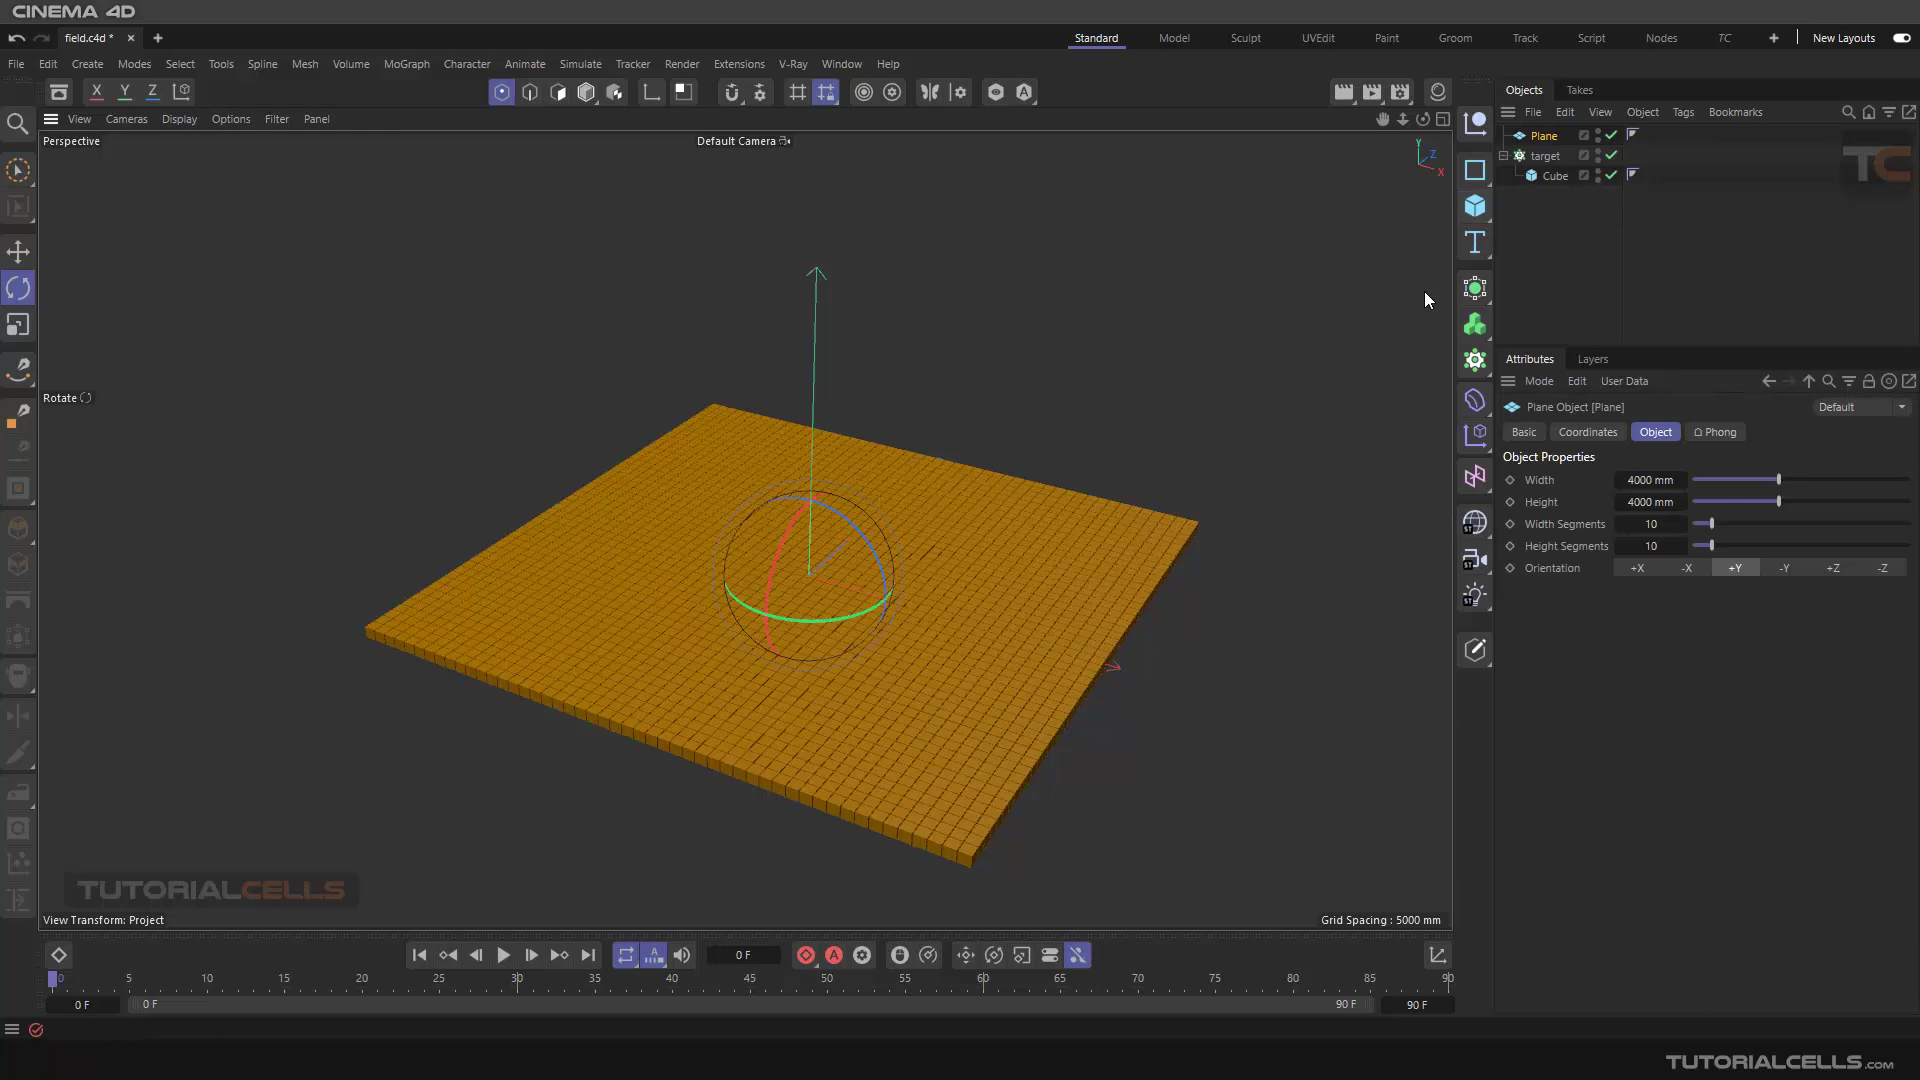 CINEMA 4D
field.c4d *
Standard Model Sculpt UVEdit Paint Groom Track Script Nodes TC New Layouts
File Edit Create Modes Select Tools Spline Mesh Volume MoGraph Character Animate Simulate Tracker Render Extensions V-Ray Window Help
X Y Z
Objects Takes
View Cameras Display Options Filter Panel
File Edit View Object Tags Bookmarks
Perspective
Default Camera
Y
Z
X
Plane
target
Cube
TC
Attributes Layers
Mode Edit User Data
Rotate
Plane Object [Plane]
Default
Basic Coordinates Object Phong
Object Properties
Width 4000 mm
Height 4000 mm
Width Segments 10
Height Segments 10
Orientation +X -X +Y -Y +Z -Z
ST
ST
ST
TUTORIALCELLS
View Transform: Project
Grid Spacing : 5000 mm
0 F
0 5 10 15 20 25 30 35 40 45 50 55 60 65 70 75 80 85 90
0 F 0 F 90 F 90 F
TUTORIALCELLS.COM